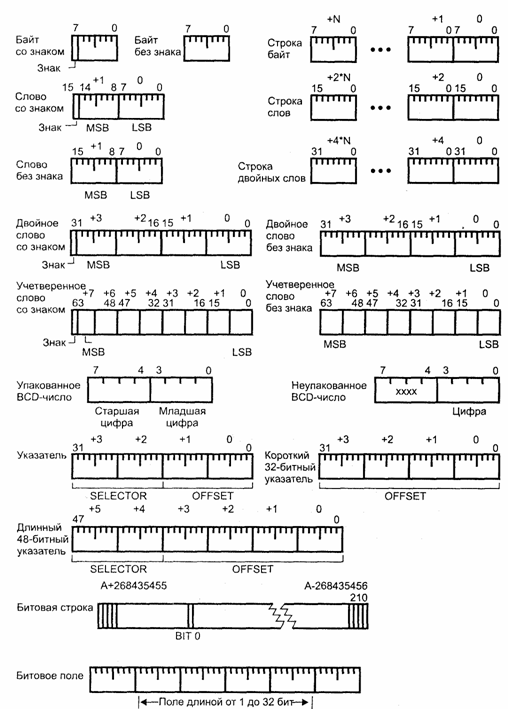 7 0 7 0 +N +1 0
Байт со знаком Байт без знака Строка байт 7 0 7 0 7 0
Знак
15 14 +1 8 7 0 0 +2*N +2 0
Слово со знаком Строка слов 15 0 15 0 15 0
Знак MSB LSB
+4*N +4 0
15 +1 8 7 0 0 31 0 31 0 31 0
Слово без знака Строка двойных слов
MSB LSB
31 +3 +2 16 15 +1 0 0 31 +3 +2 16 15 +1 0 0
Двойное слово со знаком Двойное слово без знака
Знак MSB LSB MSB LSB
Учетверенное слово со знаком +7 +6 +5 +4 +3 +2 +1 0 Учетверенное слово без знака +7 +6 +5 +4 +3 +2 +1 0
63 48 47 32 31 16 15 0 63 48 47 32 31 16 15 0
Знак MSB LSB MSB LSB
7 4 3 0 7 4 3 0
Упакованное BCD-число Неупакованное BCD-число xxxx
Старшая цифра Младшая цифра Цифра
31 +3 +2 +1 0 0 31 +3 +2 +1 0 0
Указатель Короткий 32-битный указатель
SELECTOR OFFSET OFFSET
47 +5 +4 +3 +2 +1 0 0
Длинный 48-битный указатель
SELECTOR OFFSET
A+268435455 A-268435456
210
Битовая строка
BIT 0
Битовое поле
Поле длиной от 1 до 32 бит